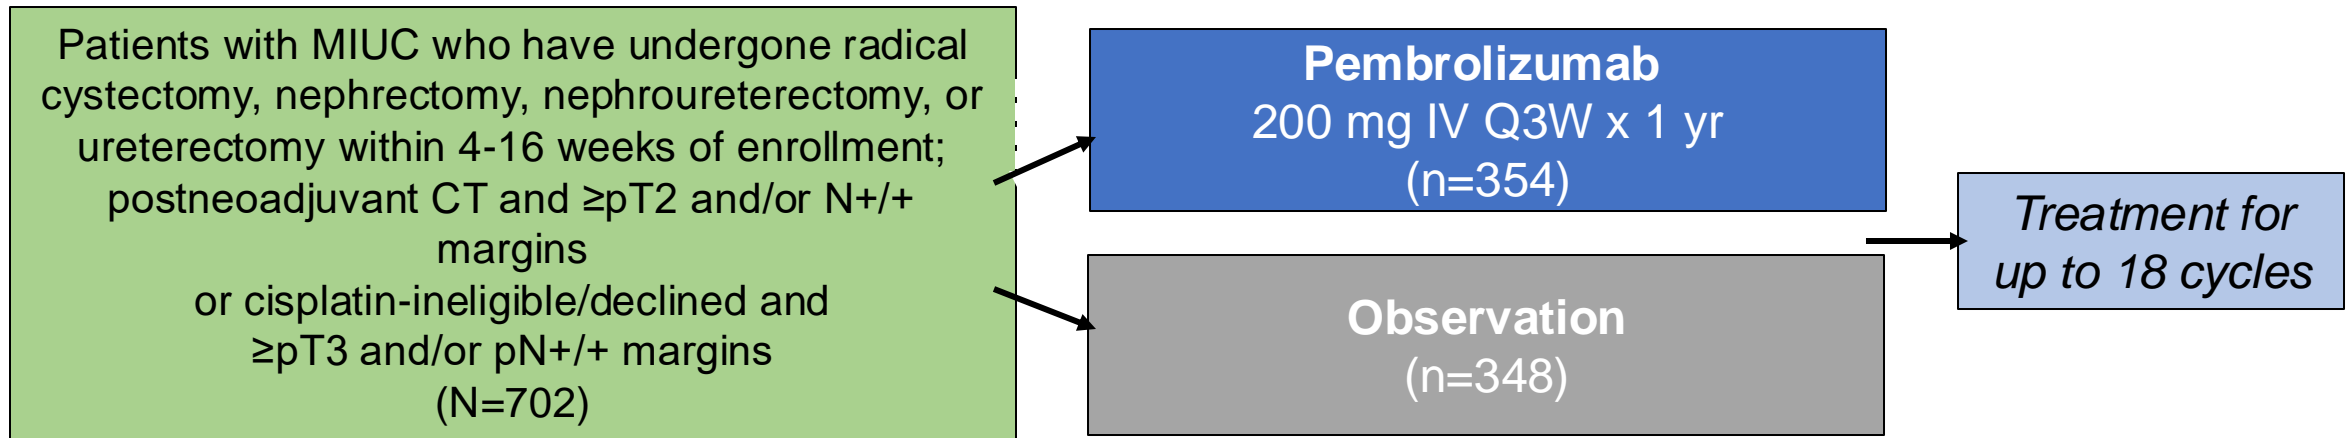 Patients with MIUC who have undergone radical
cystectomy, nephrectomy, nephroureterectomy, or
ureterectomy within 4-16 weeks of enrollment;
postneoadjuvant CT and ≥pT2 and/or N+/+
margins
or cisplatin-ineligible/declined and
≥pT3 and/or pN+/+ margins
(N=702)
Pembrolizumab
200 mg IV Q3W x 1 yr
(n=354)
Observation
(n=348)
Treatment for
up to 18 cycles